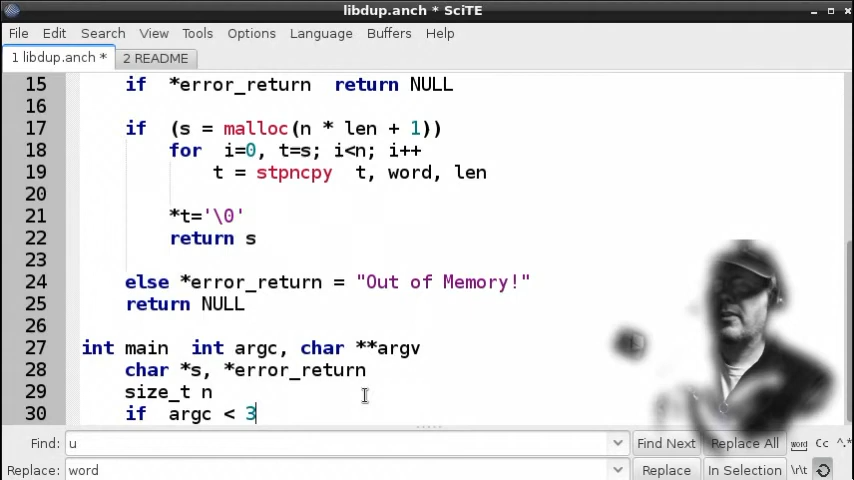 libdup.anch * SciTE
File Edit Search View Tools Options Language Buffers Help
1 libdup.anch * 2 README
15 if *error_return return NULL
16
17 if (s = malloc(n * len + 1))
18 for i=0, t=s; i<n; i++
19 t = stpncpy t, word, len
20
21 *t='\0'
22 return s
23
24 else *error_return = "Out of Memory!"
25 return NULL
26
27 int main int argc, char **argv
28 char *s, *error_return
29 size_t n
30 if argc < 3
Find: u Find Next Replace All word Cc ^.*
Replace: word Replace In Selection \r\t